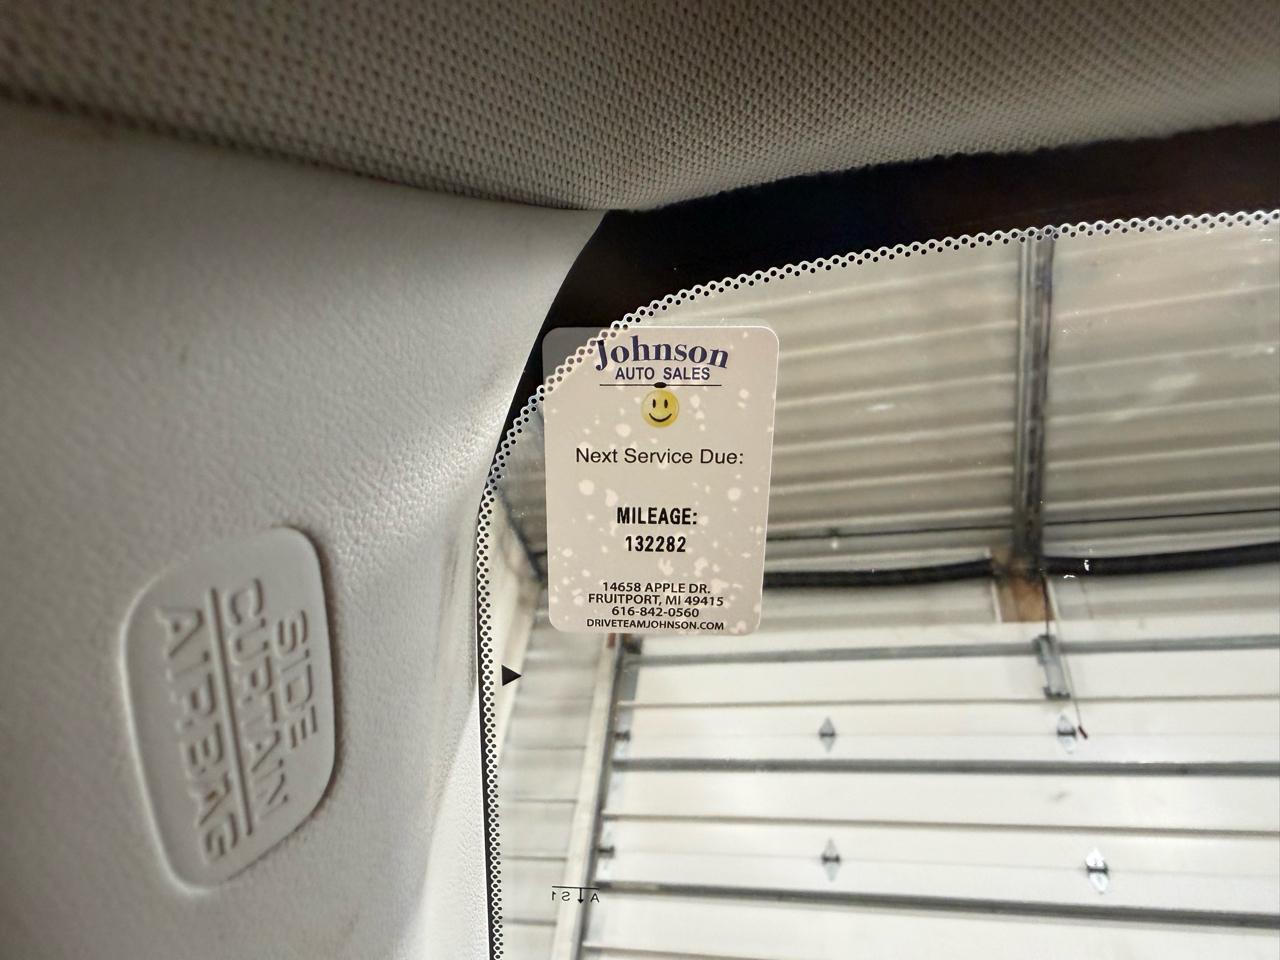 Johnson
AUTO SALES
Next Service Due:
MILEAGE:
132282
14658 APPLE DR.
FRUITPORT, MI 49415
616-842-0560
DRIVETEAMJOHNSON.COM
SIDE
CURTAIN
AIRBAG
AS1